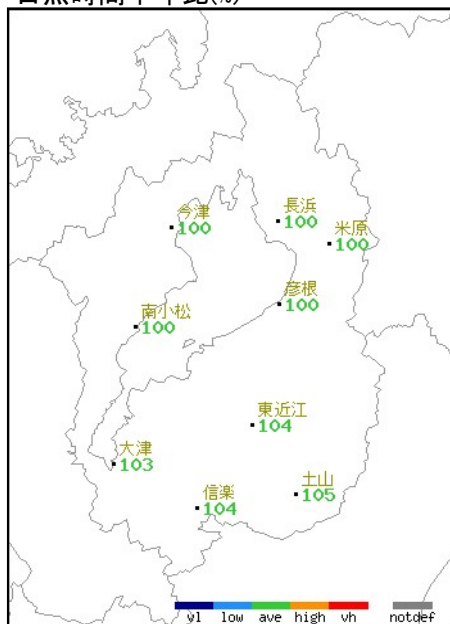 日照時間平年比(%)
今津
100
長浜
100
米原
100
彦根
100
南小松
100
東近江
104
大津
103
土山
105
信楽
104
yl low ave high vh notdef